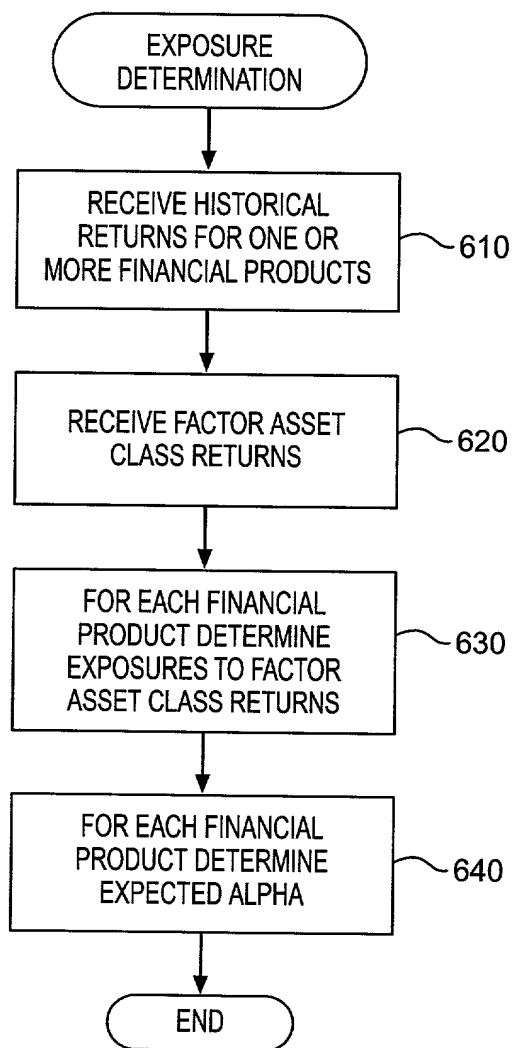 EXPOSURE
DETERMINATION
RECEIVE HISTORICAL
RETURNS FOR ONE OR
MORE FINANCIAL PRODUCTS
610
RECEIVE FACTOR ASSET
CLASS RETURNS
620
FOR EACH FINANCIAL
PRODUCT DETERMINE
EXPOSURES TO FACTOR
ASSET CLASS RETURNS
630
FOR EACH FINANCIAL
PRODUCT DETERMINE
EXPECTED ALPHA
640
END